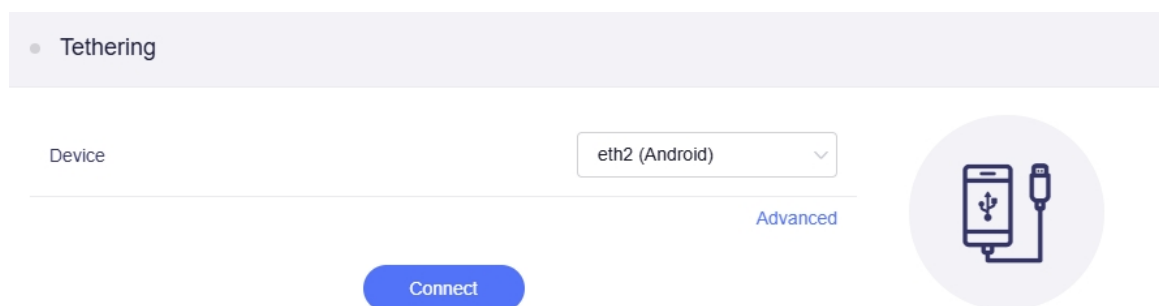 Tethering
Device
eth2 (Android)
Advanced
Connect